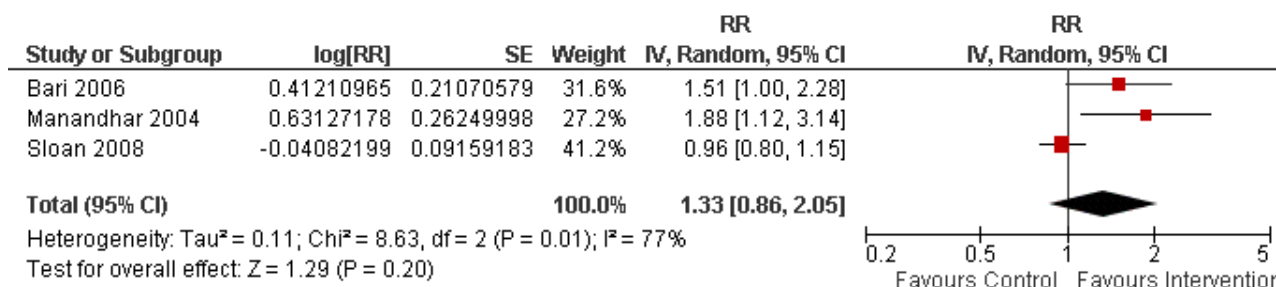 RR RR
Study or Subgroup log[RR] SE Weight IV, Random, 95% CI IV, Random, 95% CI
Bari 2006 0.41210965 0.21070579 31.6% 1.51 [1.00, 2.28]
Manandhar 2004 0.63127178 0.26249998 27.2% 1.88 [1.12, 3.14]
Sloan 2008 -0.04082199 0.09159183 41.2% 0.96 [0.80, 1.15]
Total (95% CI) 100.0% 1.33 [0.86, 2.05]
Heterogeneity: Tau² = 0.11; Chi² = 8.63, df = 2 (P = 0.01); I² = 77%
Test for overall effect: Z = 1.29 (P = 0.20)
0.2 0.5 1 2 5
Favours Control Favours Intervention